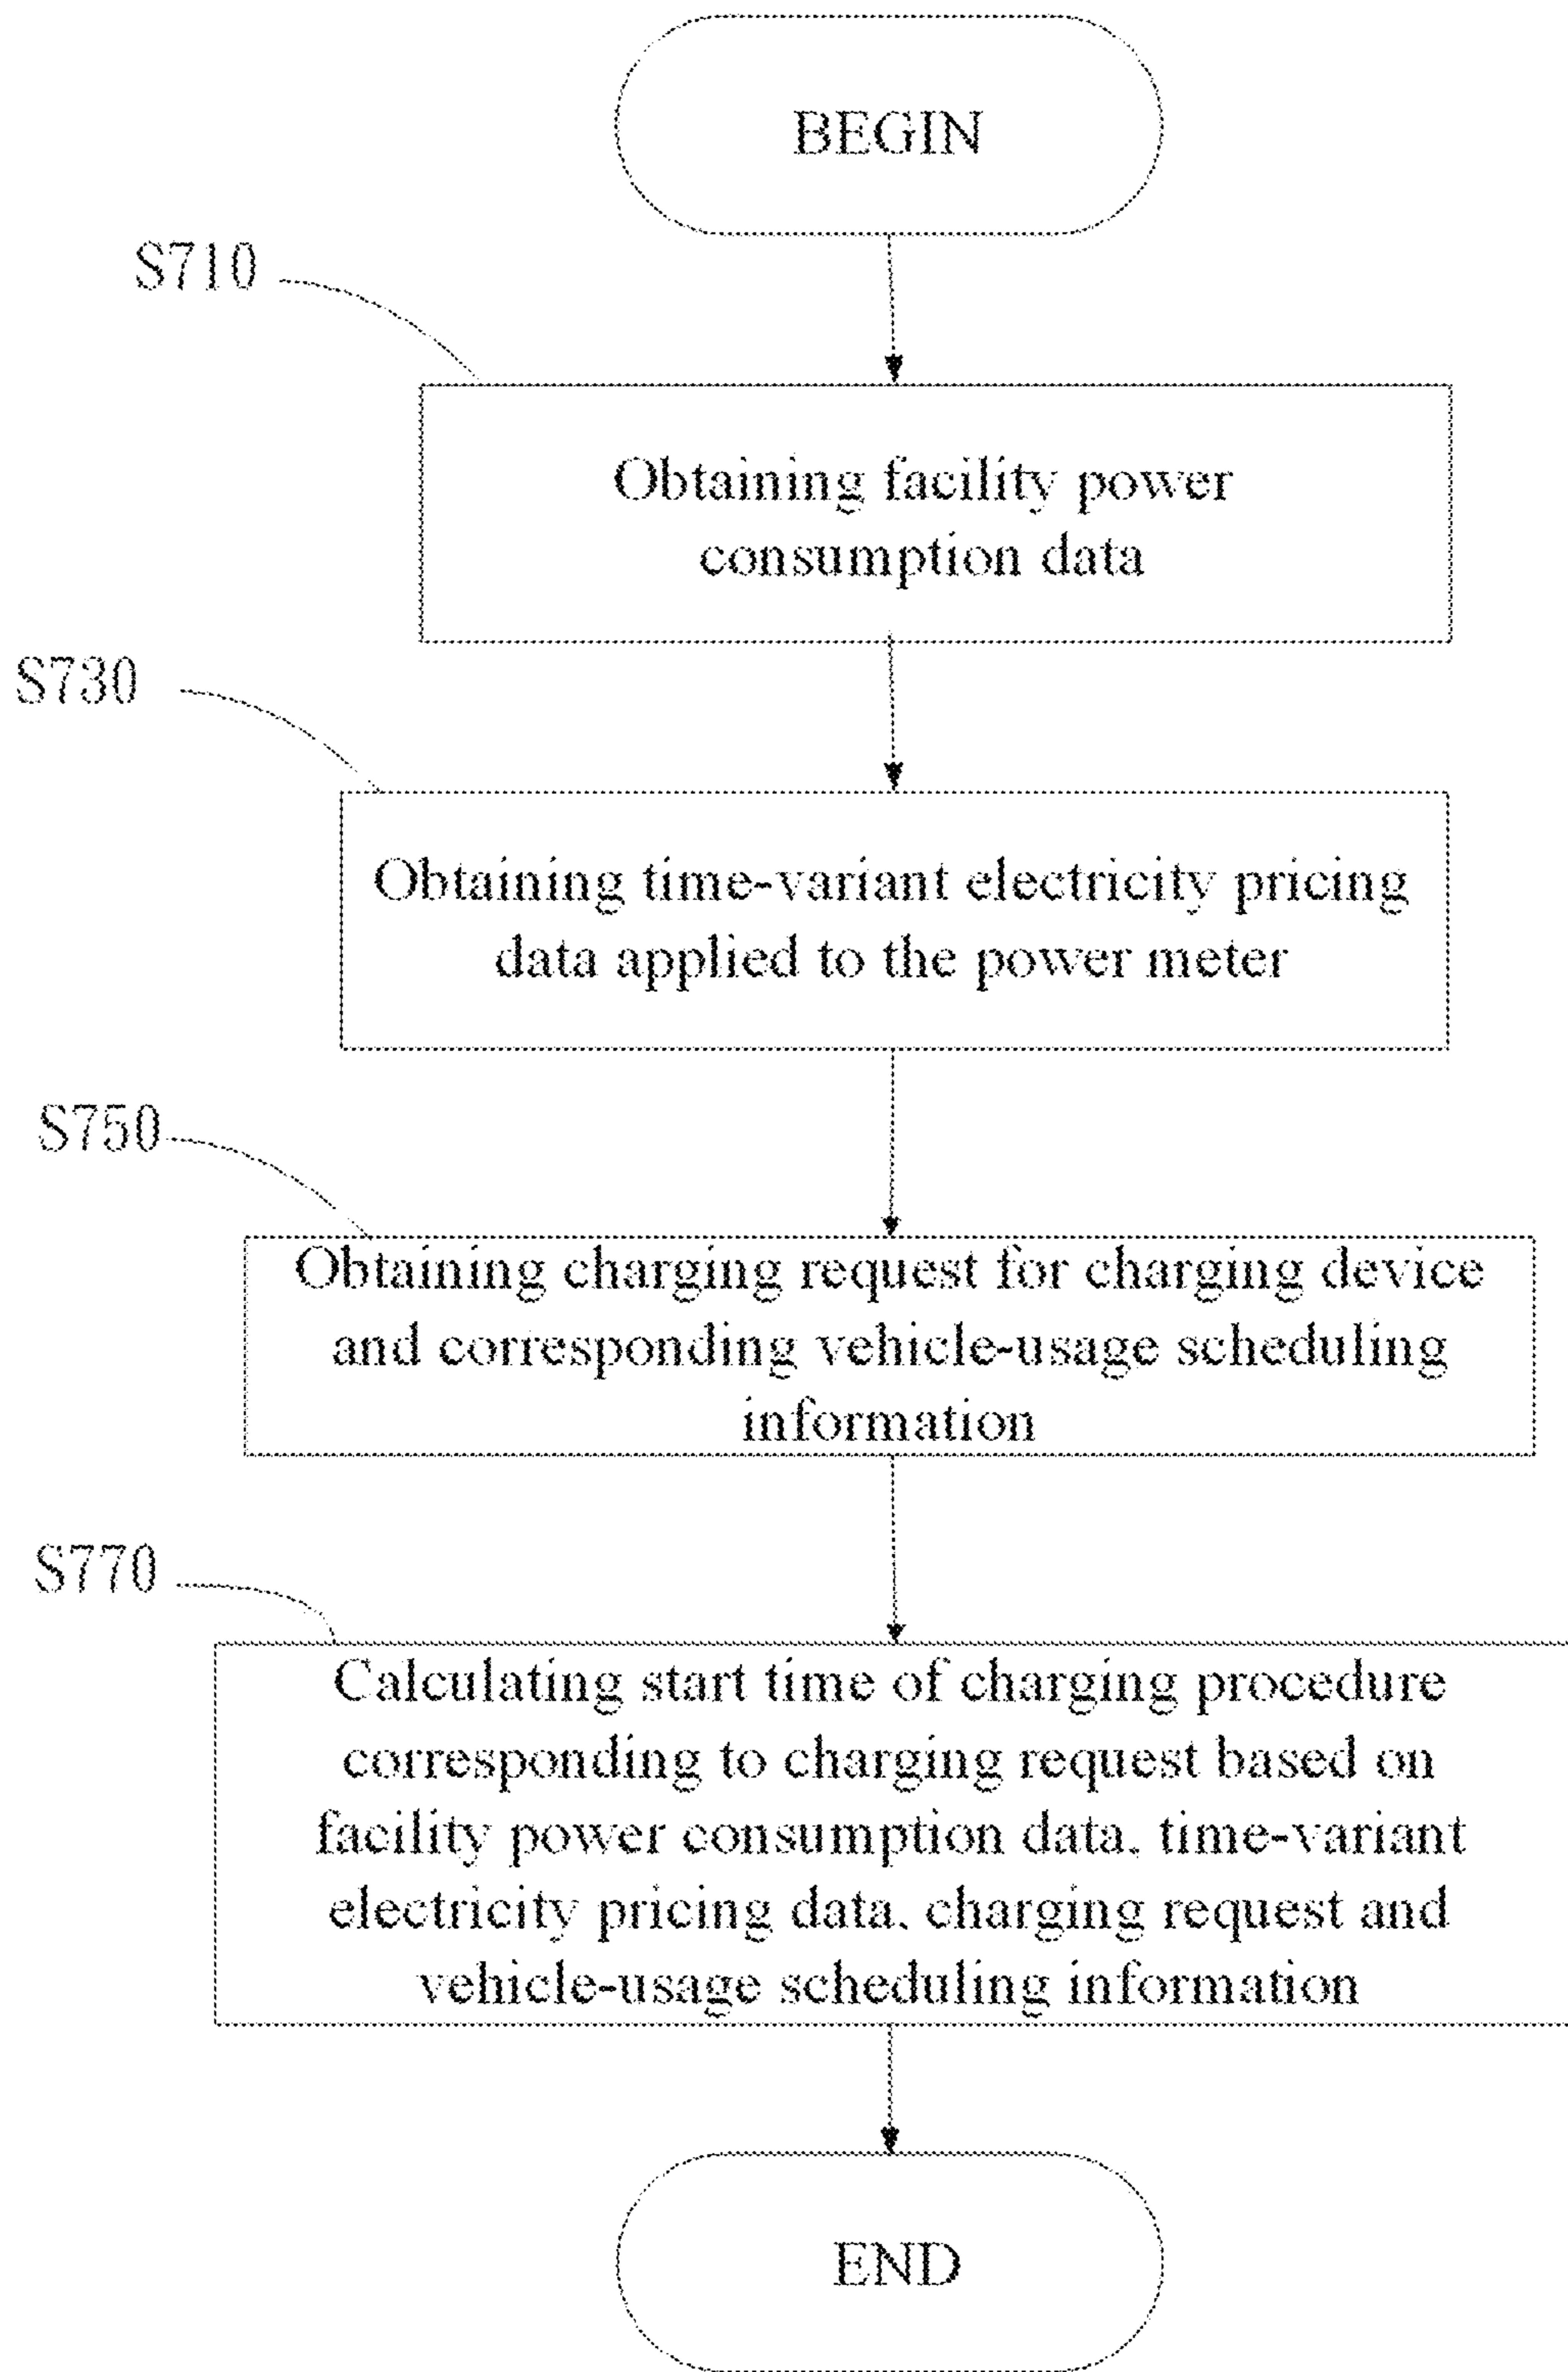 BEGIN
S710
Obtaining facility power
consumption data
S730
Obtaining time-variant electricity pricing
data applied to the power meter
S750
Obtaining charging request for charging device
and corresponding vehicle-usage scheduling
information
S770
Calculating start time of charging procedure
corresponding to charging request based on
facility power consumption data, time-variant
electricity pricing data, charging request and
vehicle-usage scheduling information
END